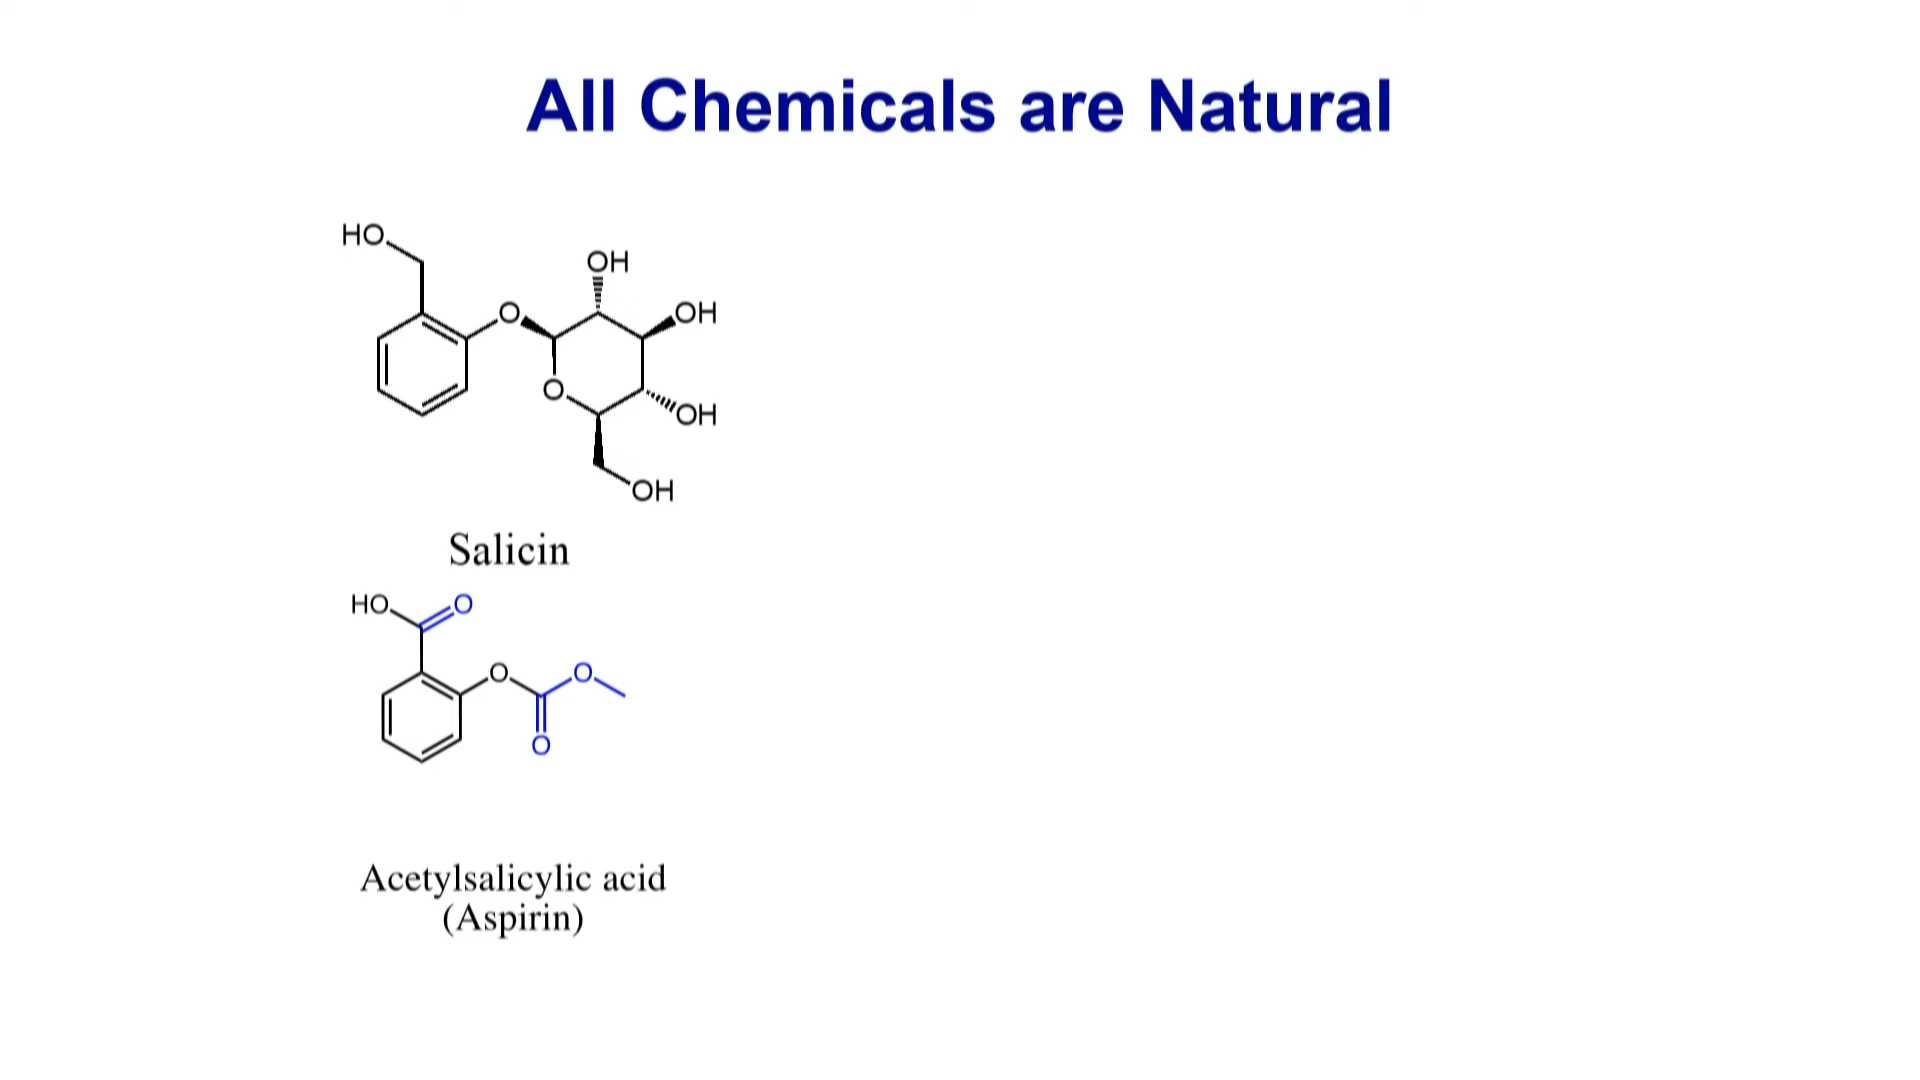 All Chemicals are Natural
HO
OH
O
OH
O
OH
OH
Salicin
HO
O
O
O
O
Acetylsalicylic acid
(Aspirin)